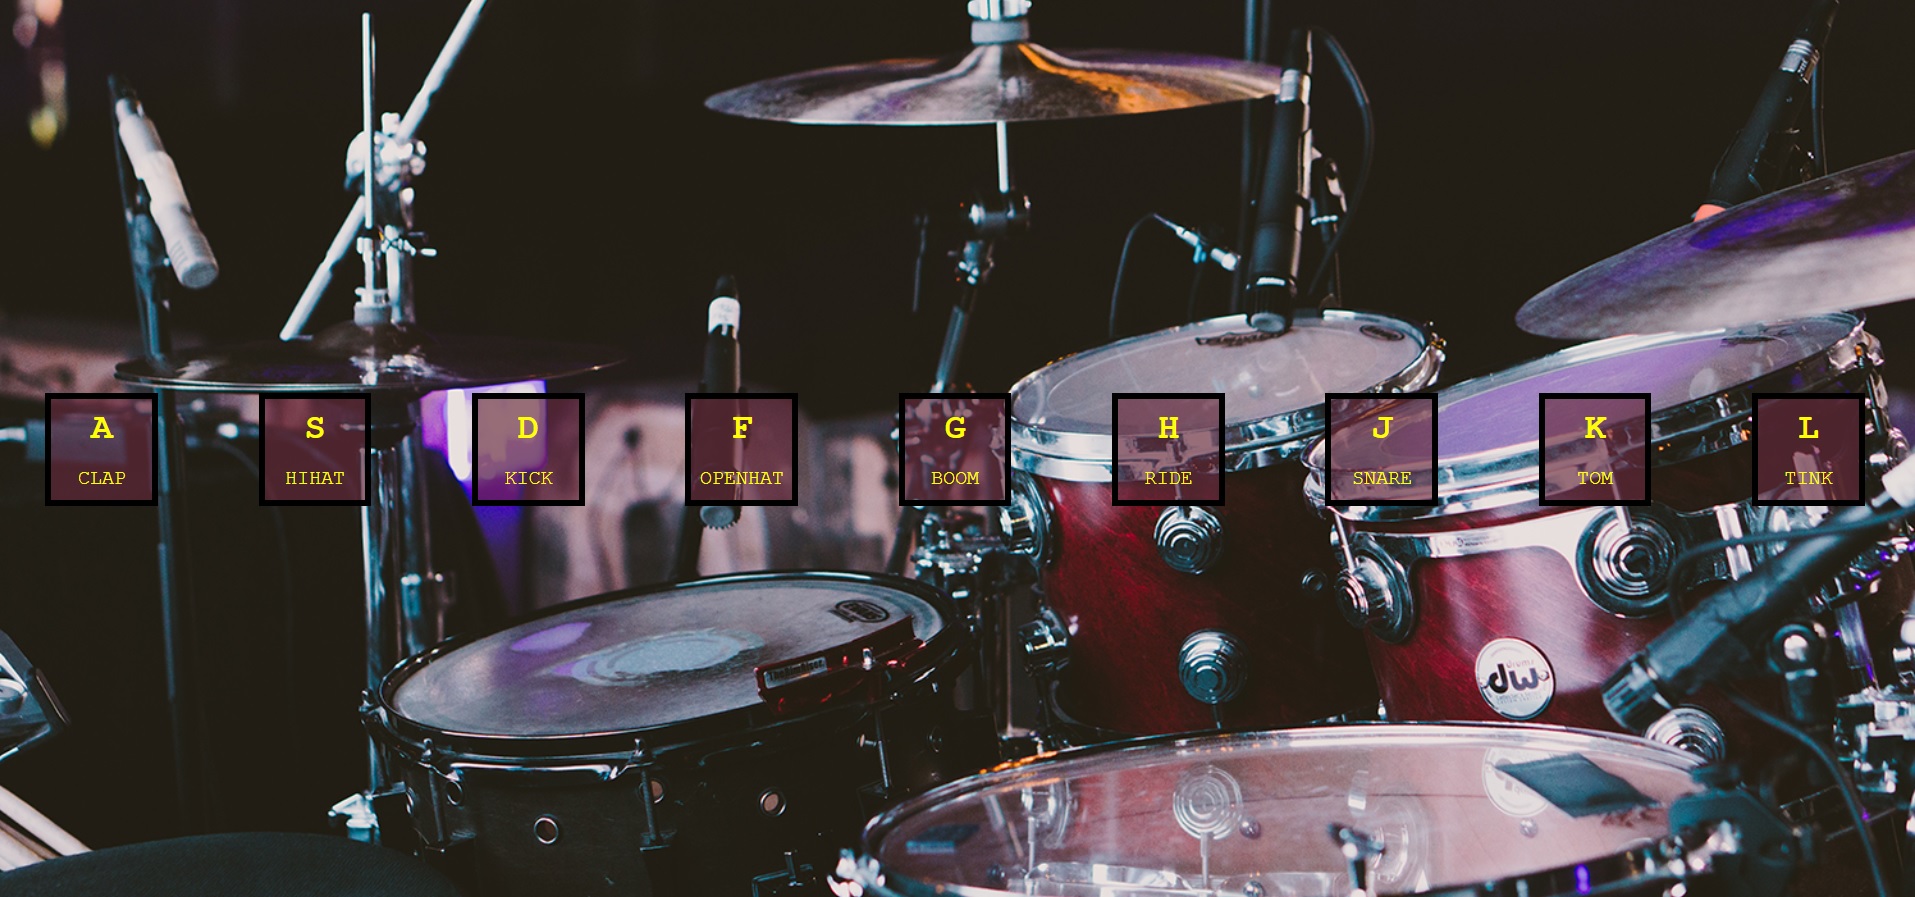 A
CLAP
S
HIHAT
D
KICK
F
OPENHAT
G
BOOM
H
RIDE
J
SNARE
K
TOM
L
TINK
dw